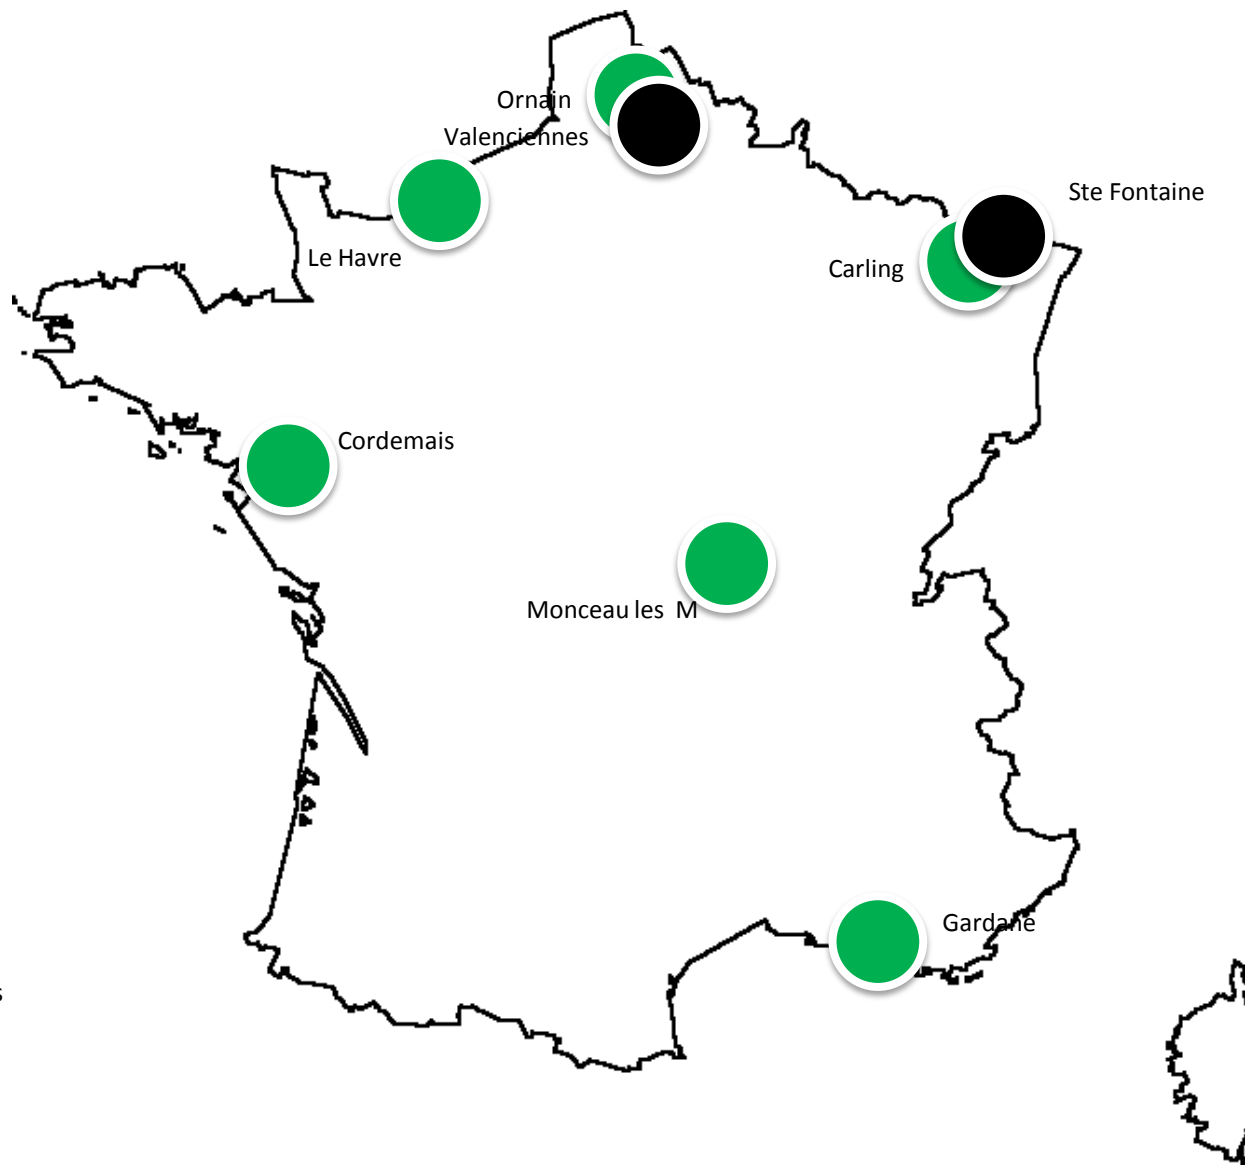 Ornain
Valenciennes
Ste Fontaine
Le Havre
Carling
Cordemais
Monceau les M
Gardane
s